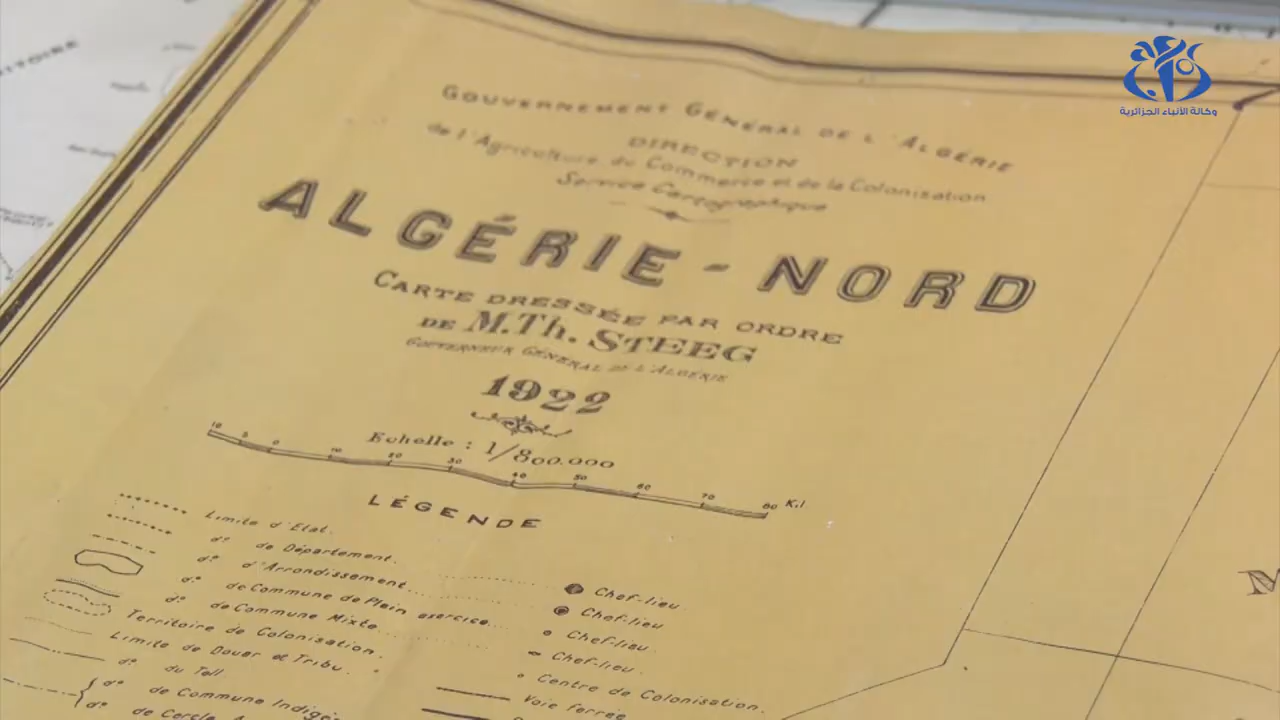 وكالة الأنباء الجزائرية
GOUVERNEMENT GÉNÉRAL DE L'ALGÉRIE
DIRECTION
de l'Agriculture du Commerce et de la Colonisation
Service Cartographique
ALGÉRIE - NORD
CARTE DRESSÉE PAR ORDRE
DE M. Th. STEEG
GOUVERNEUR GÉNÉRAL DE L'ALGÉRIE
1922
Echelle : 1/800.000
10 5 0 10 20 30 40 50 60 70 80 Kil
LÉGENDE
Limite d'Etat.
d° de Département.
d° d'Arrondissement
d° de Commune de Plein exercice
d° de Commune Mixte
Territoire de Colonisation.
Limite de Douar et Tribu.
d° du Tell
d° de Commune Indigè
d° de Cercle
Chef-lieu
Chef-lieu
Chef-lieu
Chef-lieu
Centre de Colonisation.
Voie ferrée
M